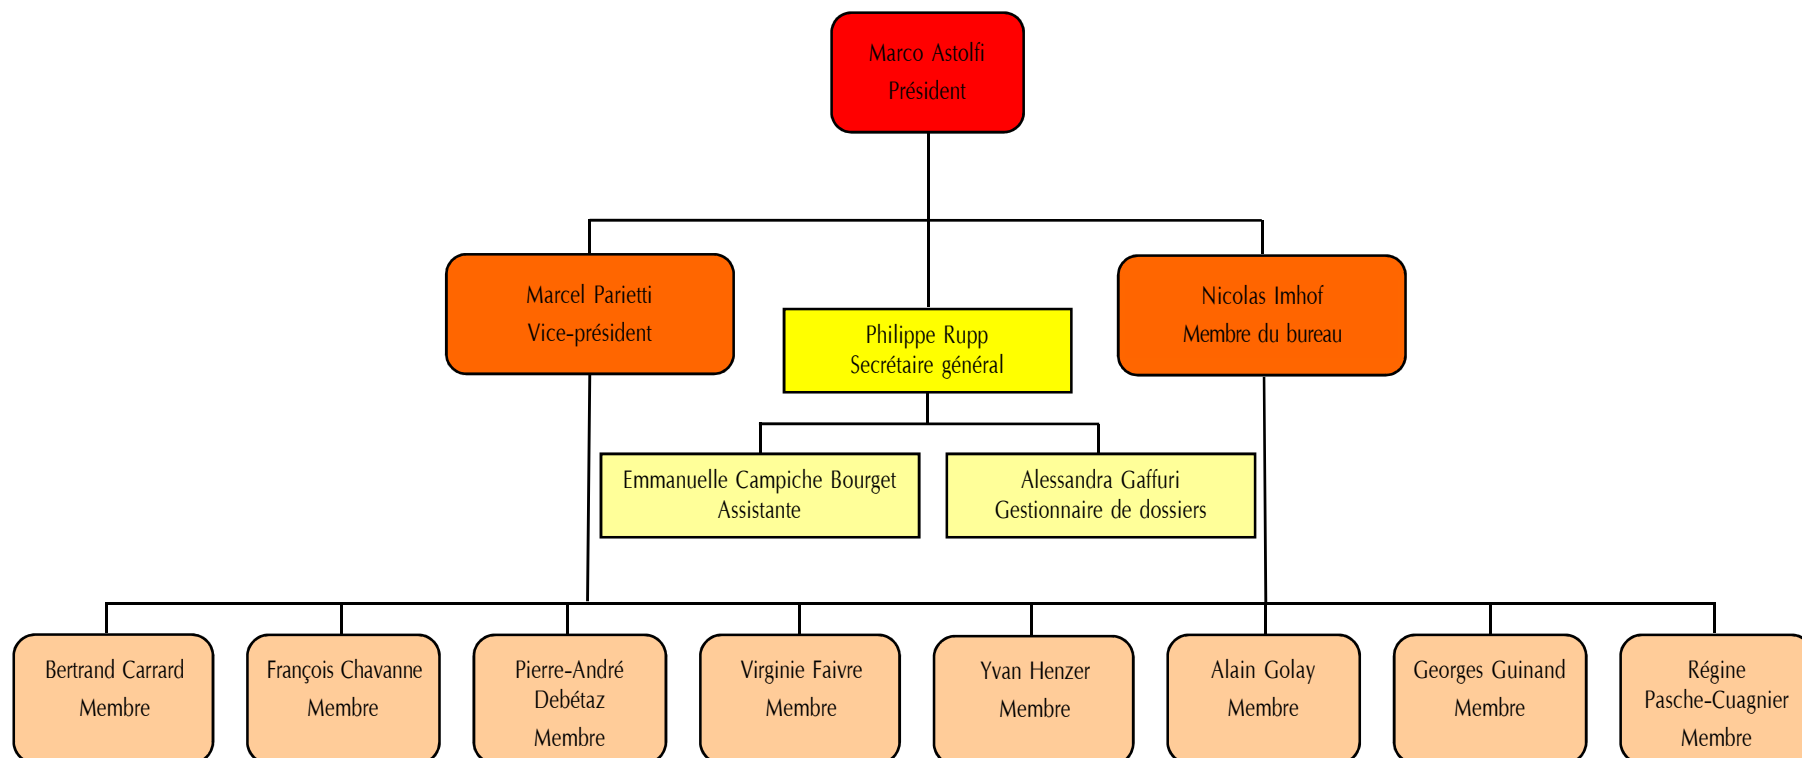 Marco Astolfi
Président
Marcel Parietti
Vice-président
Nicolas Imhof
Membre du bureau
Philippe Rupp
Secrétaire général
Emmanuelle Campiche Bourget
Assistante
Alessandra Gaffuri
Gestionnaire de dossiers
Bertrand Carrard
Membre
François Chavanne
Membre
Pierre-André
Debétaz
Membre
Virginie Faivre
Membre
Yvan Henzer
Membre
Alain Golay
Membre
Georges Guinand
Membre
Régine
Pasche-Cuagnier
Membre